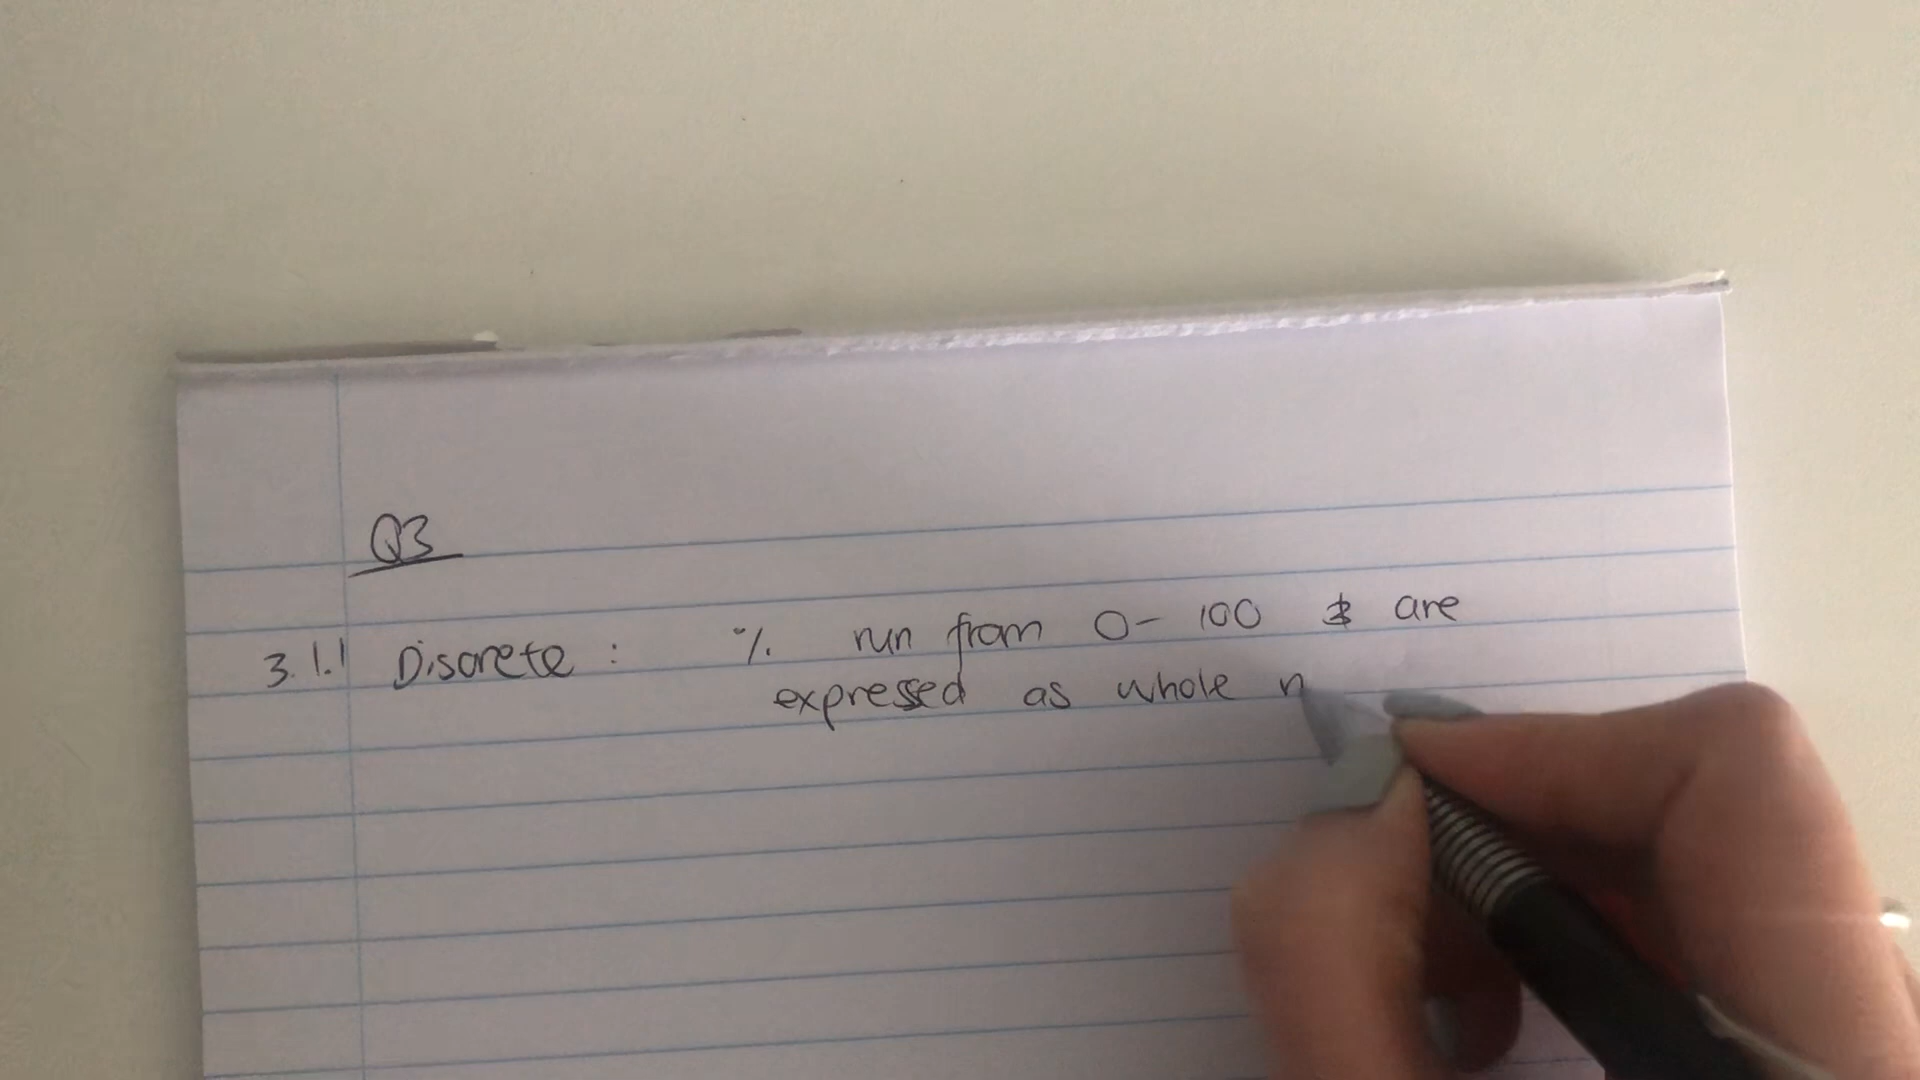 Q3
3.1.1 Discrete : % run from 0- 100 & are
expressed as whole n